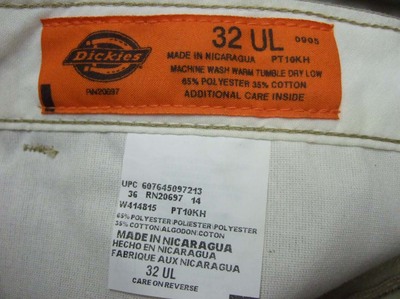 Dickies
RN20697
32 UL 0905
MADE IN NICARAGUA PT10KH
MACHINE WASH WARM TUMBLE DRY LOW
65% POLYESTER 35% COTTON
ADDITIONAL CARE INSIDE
UPC 607645097213
36 RN20697 14
W414815 PT10KH
65% POLYESTER/POLIESTER/POLYESTER
35% COTTON/ALGODON/COTON
MADE IN NICARAGUA
HECHO EN NICARAGUA
FABRIQUE AUX NICARAGUA
32 UL
CARE ON REVERSE